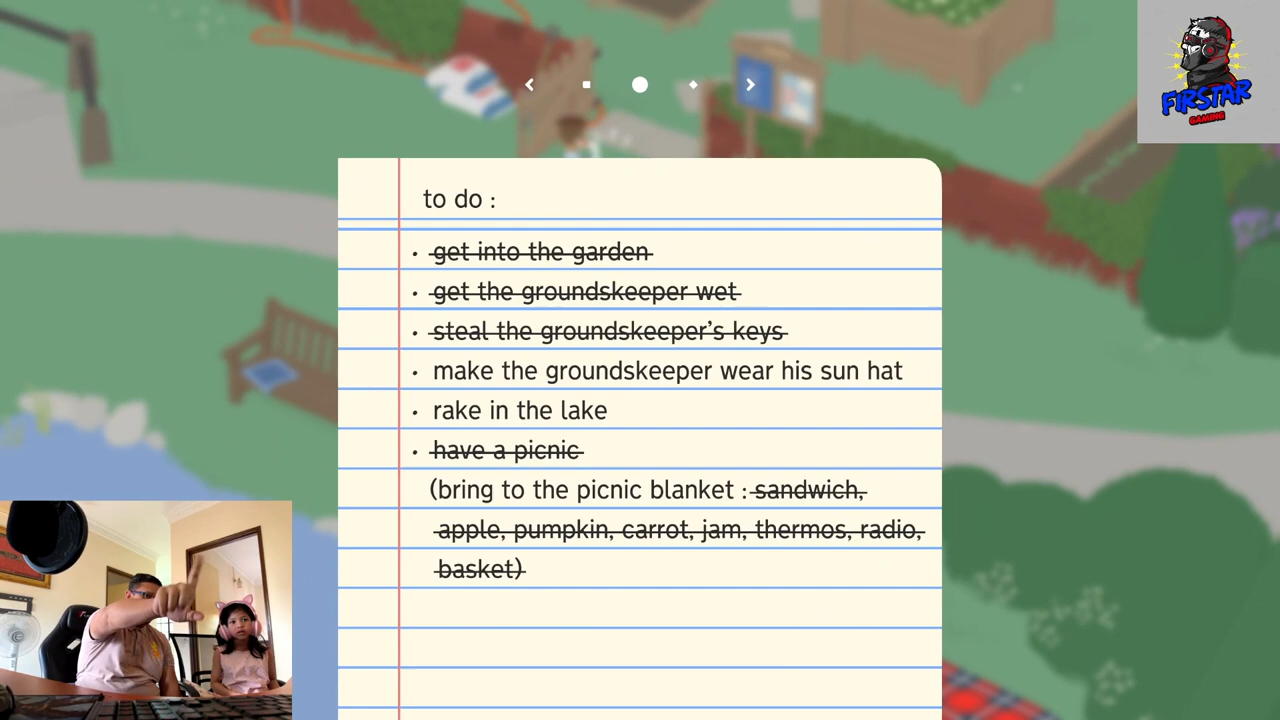 FIRSTAR
GAMING
to do :
• get into the garden
• get the groundskeeper wet
• steal the groundskeeper's keys
• make the groundskeeper wear his sun hat
• rake in the lake
• have a picnic
(bring to the picnic blanket : sandwich,
apple, pumpkin, carrot, jam, thermos, radio,
basket)